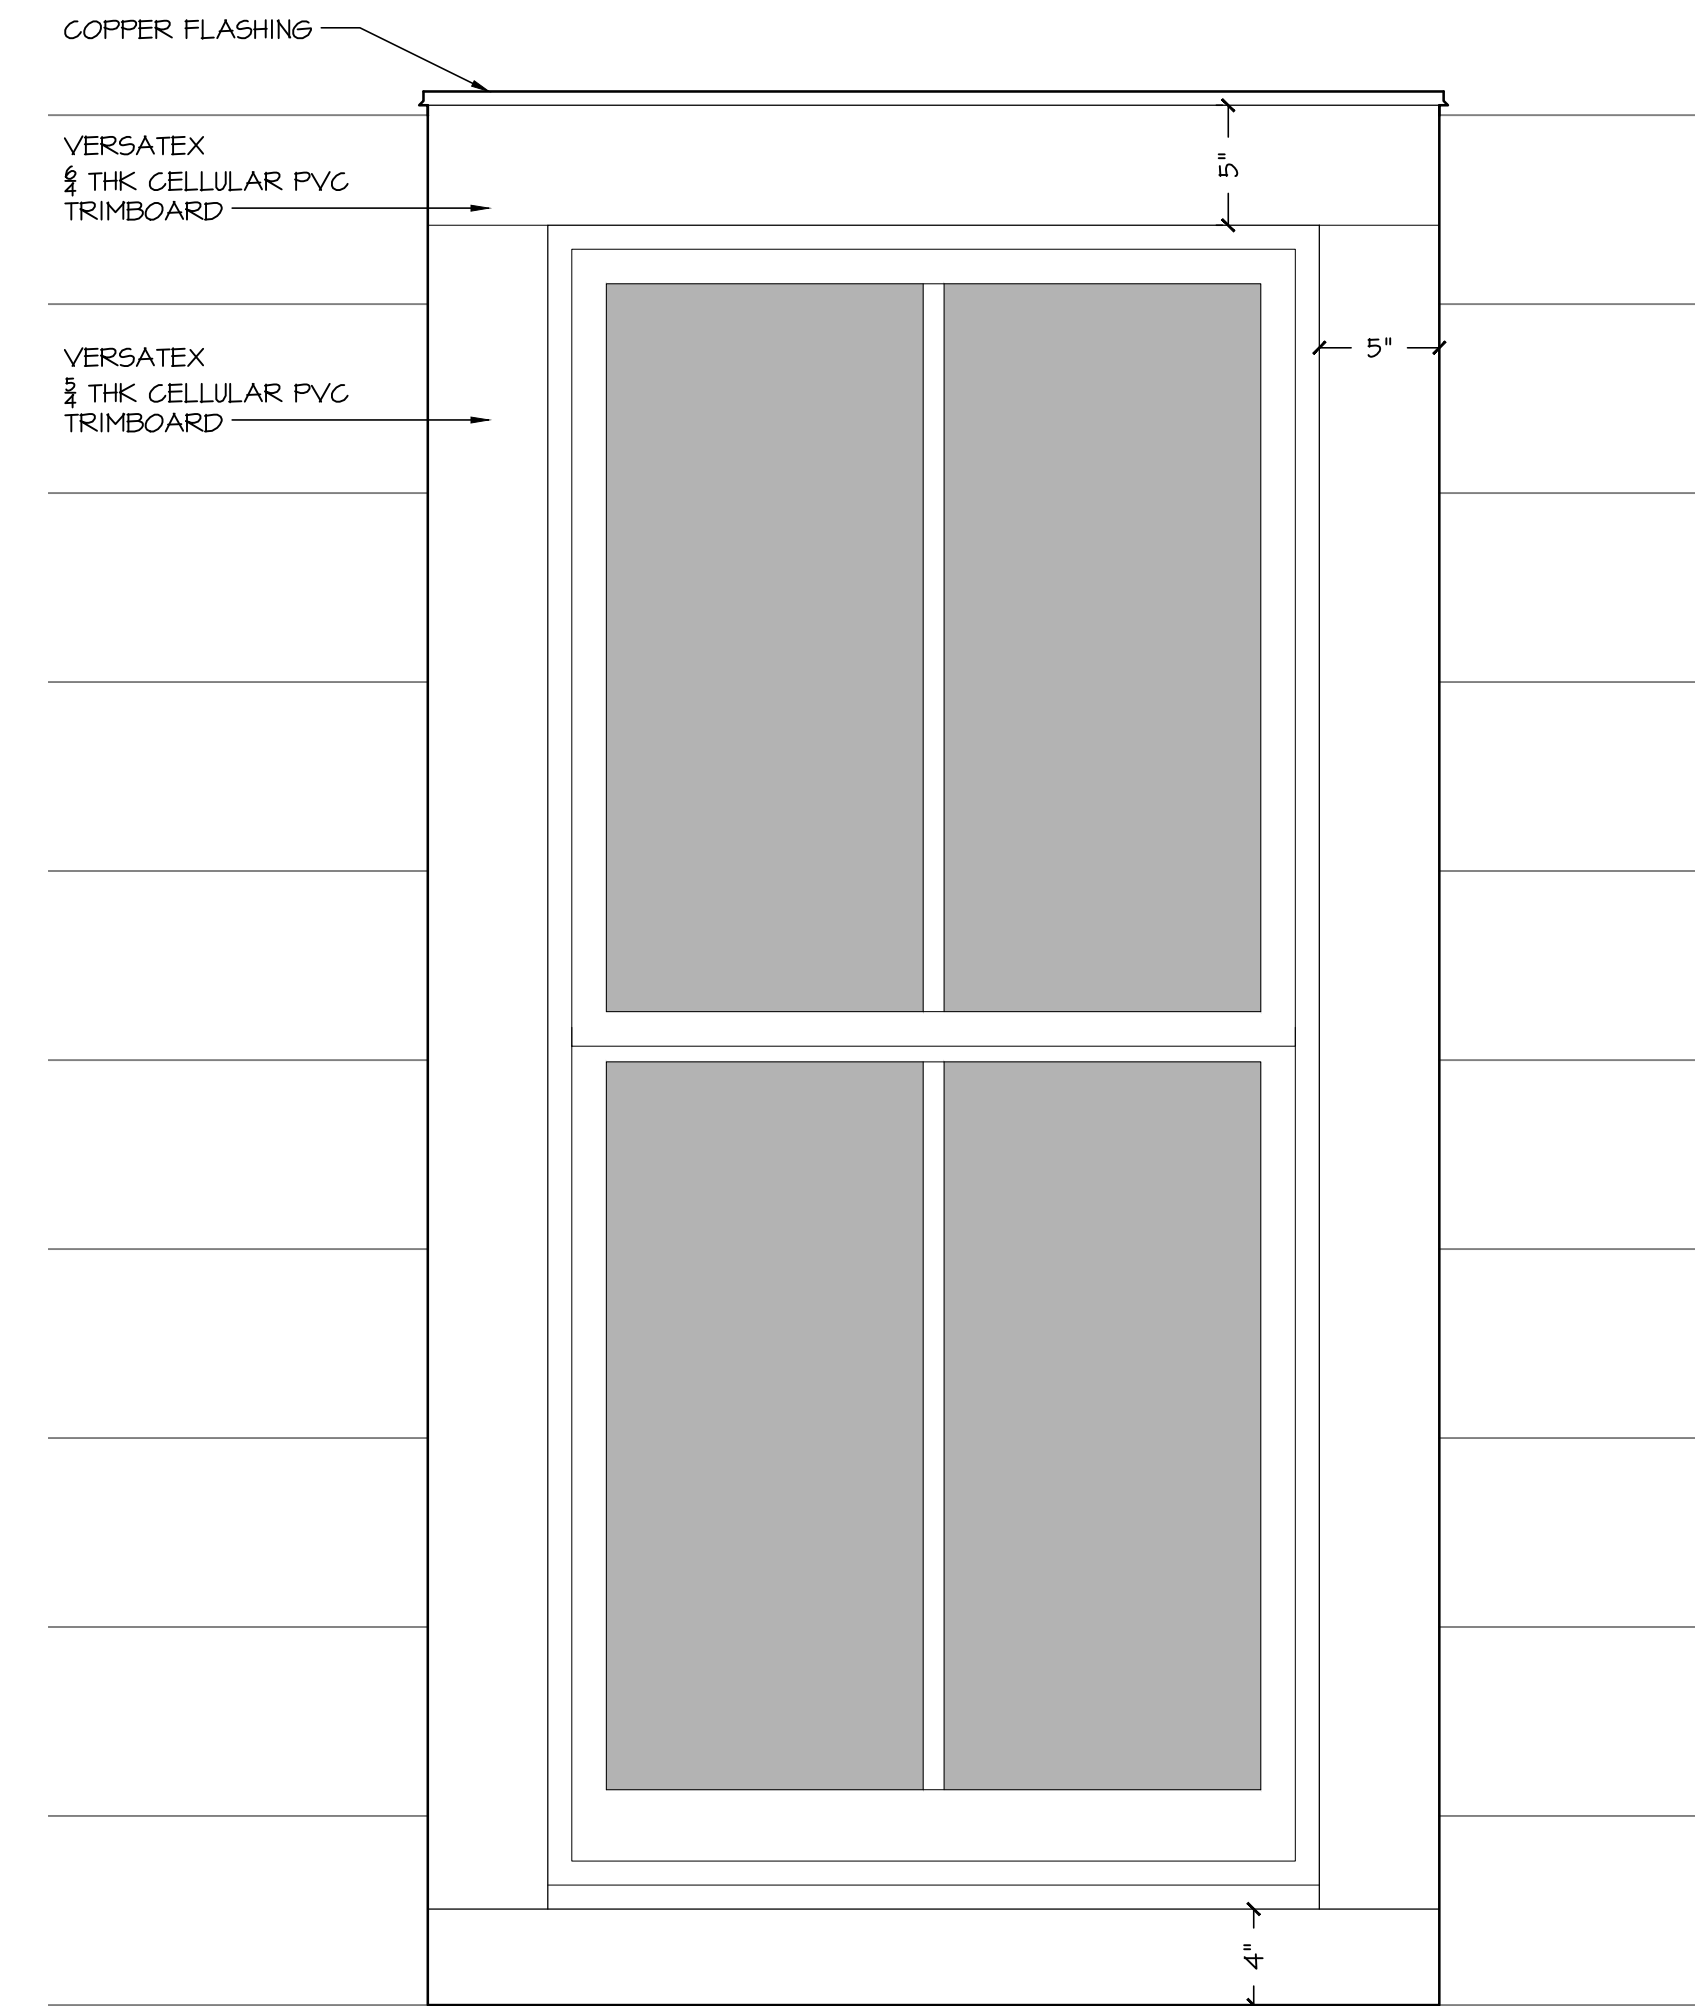 COPPER FLASHING
VERSATEX
6/4 THK CELLULAR PVC
TRIMBOARD
5"
VERSATEX
5/4 THK CELLULAR PVC
TRIMBOARD
5"
4"